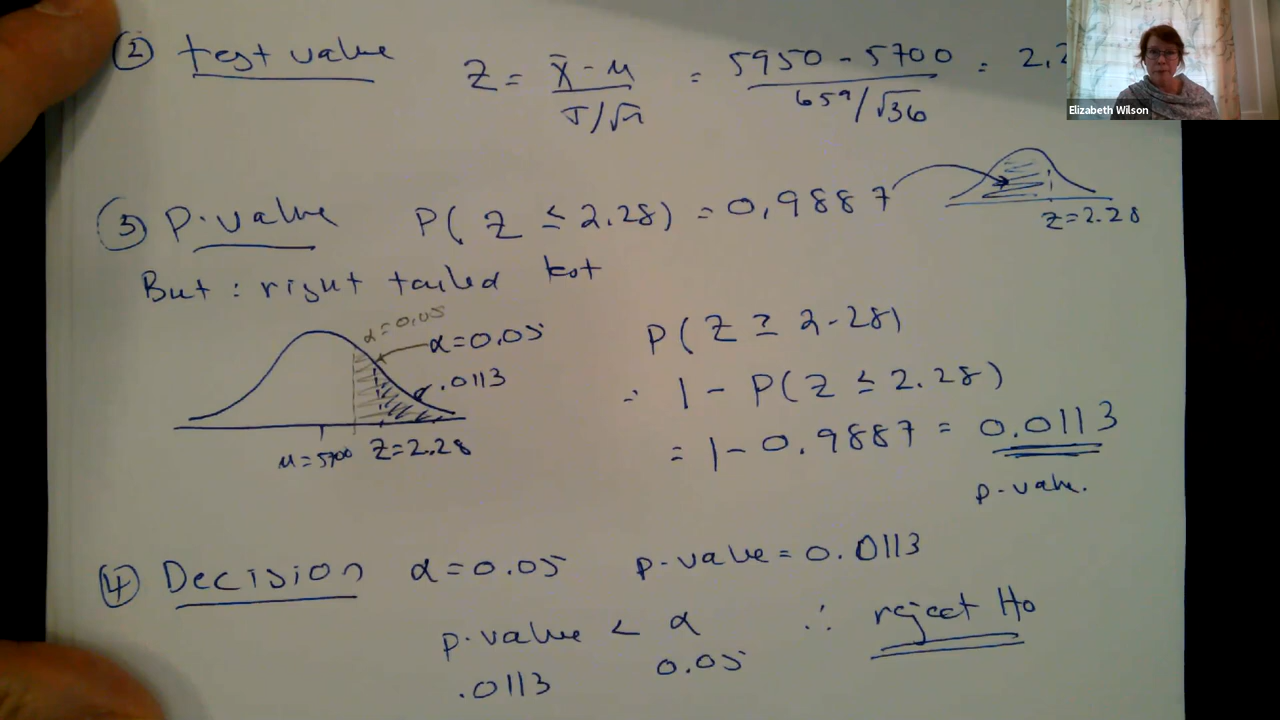 ② test value Z = x̄ - μ / σ/√n = 5950 - 5700 / 659/√36 = 2.2
Elizabeth Wilson
③ P-value P( Z ≤ 2.28) = 0.9887
Z=2.28
But : right tailed
α=0.05
α=0.05
.0113
μ=5700 Z=2.28
P( Z ≥ 2.28)
= 1 - P( Z ≤ 2.28)
= 1 - 0.9887 = 0.0113
p-value.
④ Decision α=0.05 p-value = 0.0113
p-value < α ∴ reject Ho
.0113 0.05